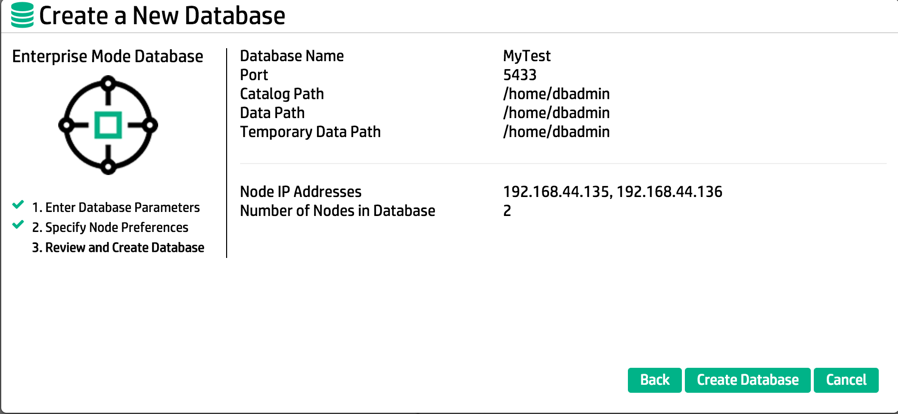 Create a New Database
Enterprise Mode Database
1. Enter Database Parameters
2. Specify Node Preferences
3. Review and Create Database
Database Name MyTest
Port 5433
Catalog Path /home/dbadmin
Data Path /home/dbadmin
Temporary Data Path /home/dbadmin
Node IP Addresses 192.168.44.135, 192.168.44.136
Number of Nodes in Database 2
Back Create Database Cancel